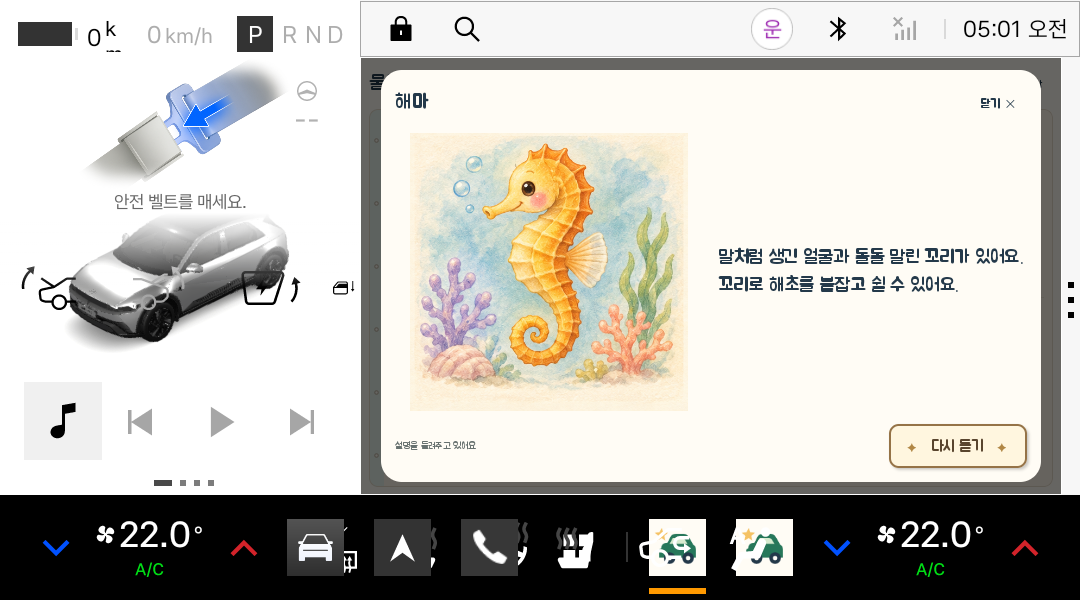 0 k
0 km/h
P R N D
운
05:01 오전
해마
닫기 ×
안전 벨트를 매세요.
말처럼 생긴 얼굴과 돌돌 말린 꼬리가 있어요.
꼬리로 해초를 붙잡고 쉴 수 있어요.
설명을 들려주고 있어요
다시 듣기
22.0°
A/C
22.0°
A/C